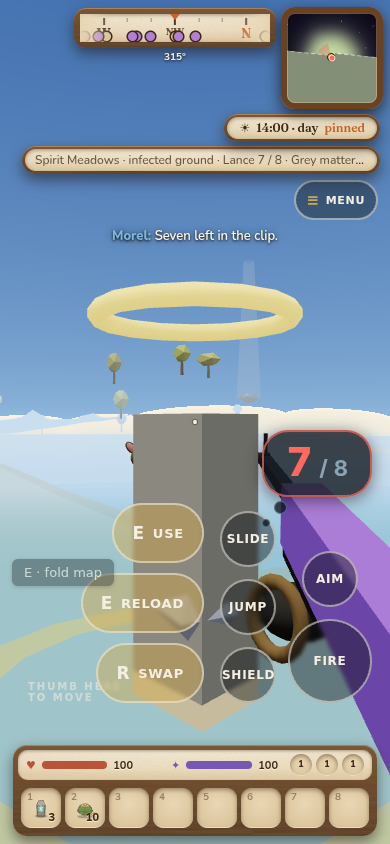 N
315°
☀ 14:00 · day pinned
Spirit Meadows · infected ground · Lance 7 / 8 · Grey matter...
≡ MENU
Morel: Seven left in the clip.
7 / 8
E USE
SLIDE
E · fold map
AIM
E RELOAD
JUMP
R SWAP
SHIELD
FIRE
THUMB HERE
TO MOVE
100
100
1 1 1
1 2 3 4 5 6 7 8
3 10